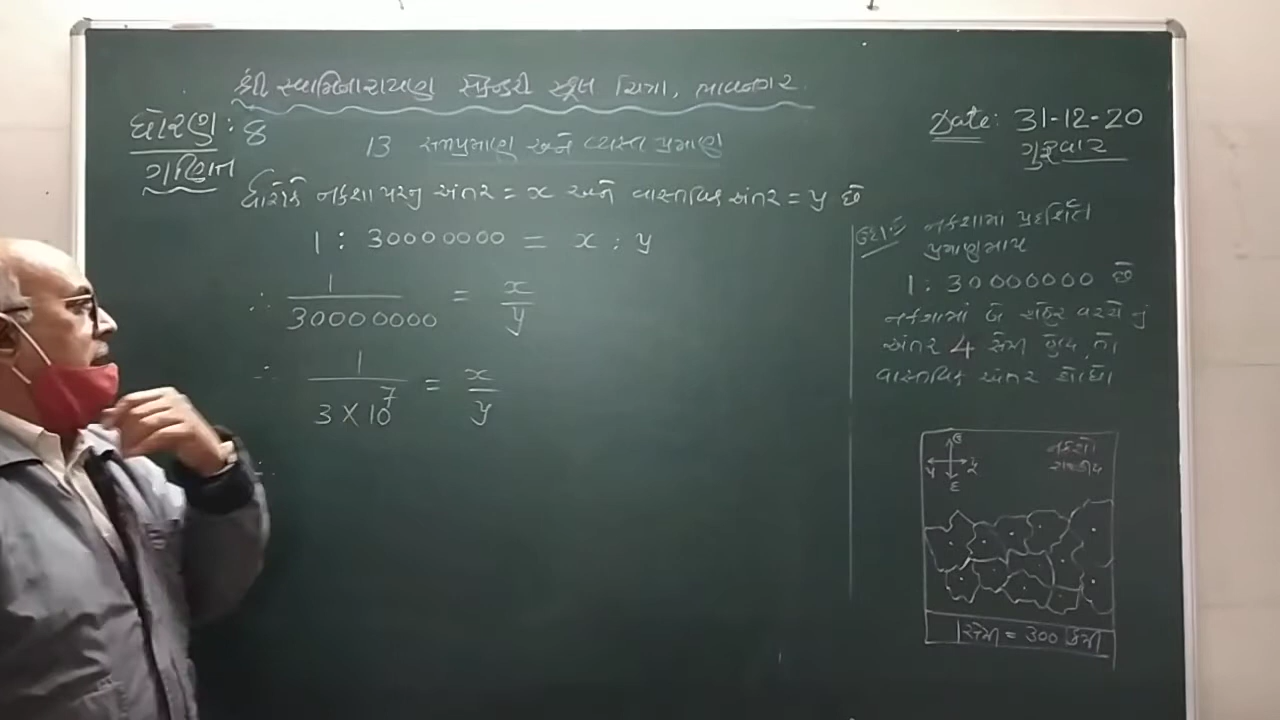 શ્રી સ્વામિનારાયણ સેકન્ડરી સ્કૂલ ચિત્રા, ભાવનગર.
ધોરણ : 8
ગણિત
13 સમપ્રમાણ અને વ્યસ્ત પ્રમાણ
Date: 31-12-20
ગુરૂવાર
ધારોકે નકશા પરનુ અંતર = x અને વાસ્તવિક અંતર = y છે
1 : 30000000 = x : y
∴ 1/30000000 = x/y
∴ 1/3 × 10⁷ = x/y
∴
ઉદા:- નકશામાં પ્રદર્શિત
પ્રમાણમાપ
1 : 30000000 છે
નકશામાં બે શહેર વચ્ચે નું
અંતર 4 સેમી હોય તો
વાસ્તવિક અંતર શોધો
નકશો
1 સેમી = 300 કિમી